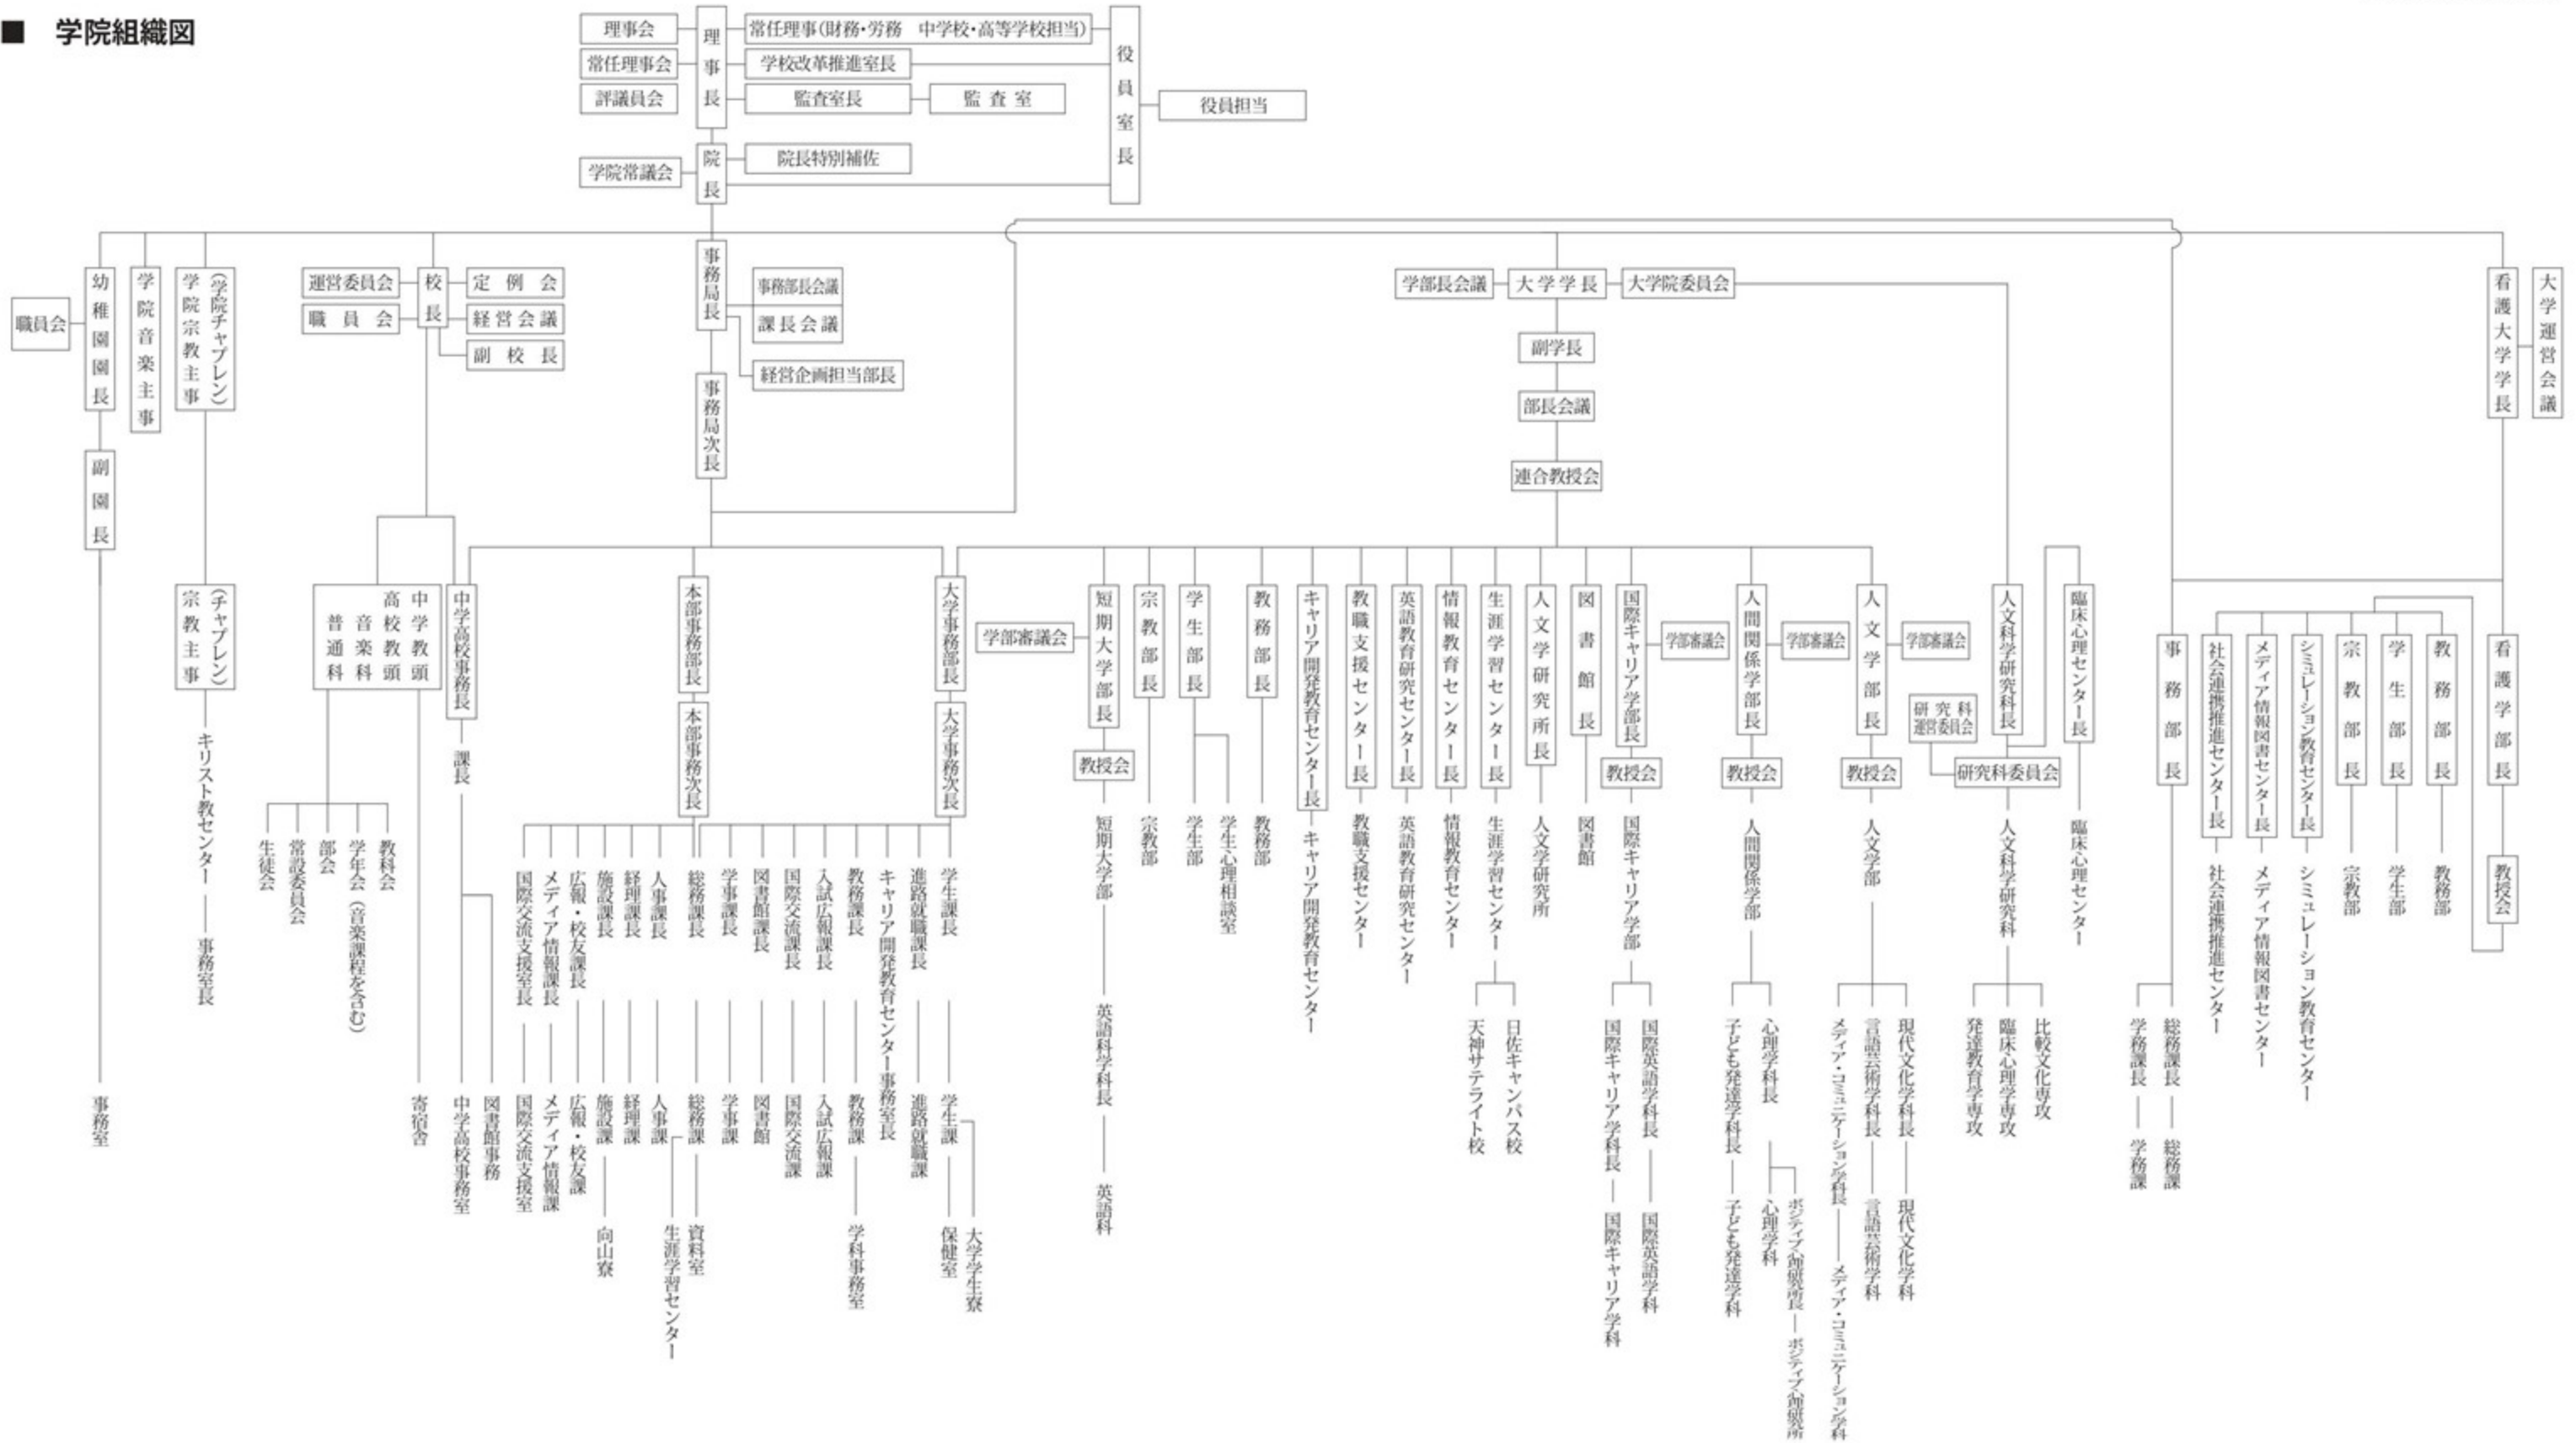 ■ 学院組織図
理事会
常任理事会
評議員会
理事長
常任理事(財務・労務 中学校・高等学校担当)
学校改革推進室長
監査室長
監査室
役員室長
役員担当
学院常議会
院長
院長特別補佐
職員会
幼稚園園長
副園長
事務室
学院音楽主事
(学院チャプレン)
学院宗教主事
(チャプレン)
宗教主事
キリスト教センター
事務室長
運営委員会
職員会
校長
定例会
経営会議
副校長
中学教頭
高校教頭
音楽科
普通科
生徒会
常設委員会
部会
学年会(音楽課程を含む)
教科会
寄宿舎
中学高校事務長
課長
中学高校事務室
図書館事務
事務局長
事務部長会議
課長会議
経営企画担当部長
事務局次長
本部事務部長
本部事務次長
国際交流支援室長
メディア情報課長
広報・校友課長
施設課長
経理課長
人事課長
総務課長
国際交流支援室
メディア情報課
広報・校友課
施設課
経理課
人事課
総務課
向山寮
生涯学習センター
資料室
大学事務部長
大学事務次長
学事課長
図書館課長
国際交流課長
入試広報課長
教務課長
キャリア開発教育センター事務室長
進路就職課長
学生課長
学事課
図書館
国際交流課
入試広報課
教務課
進路就職課
学生課
学科事務室
保健室
大学学生寮
学部長会議
大学学長
大学院委員会
副学長
部長会議
連合教授会
学部審議会
短期大学部長
教授会
短期大学部
英語科学科長
英語科
宗教部長
宗教部
学生部長
学生部
学生心理相談室
教務部長
教務部
キャリア開発教育センター長
キャリア開発教育センター
教職支援センター長
教職支援センター
英語教育研究センター長
英語教育研究センター
情報教育センター長
情報教育センター
生涯学習センター長
生涯学習センター
天神サテライト校
日佐キャンパス校
人文学研究所長
人文学研究所
図書館長
図書館
国際キャリア学部長
学部審議会
教授会
国際キャリア学部
国際キャリア学科長
国際キャリア学科
国際英語学科長
国際英語学科
人間関係学部長
学部審議会
教授会
人間関係学部
子ども発達学科長
子ども発達学科
心理学科長
心理学科
ポジティブ心理研究所長
ポジティブ心理研究所
人文学部長
学部審議会
教授会
人文学部
メディア・コミュニケーション学科長
メディア・コミュニケーション学科
言語芸術学科長
言語芸術学科
現代文化学科長
現代文化学科
人文科学研究科長
研究科
運営委員会
研究科委員会
人文科学研究科
発達教育学専攻
臨床心理学専攻
比較文化専攻
臨床心理センター長
臨床心理センター
看護大学学長
大学運営会議
事務部長
学務課長
学務課
総務課長
総務課
社会連携推進センター長
社会連携推進センター
メディア情報図書センター長
メディア情報図書センター
シミュレーション教育センター長
シミュレーション教育センター
宗教部長
宗教部
学生部長
学生部
教務部長
教務部
看護学部長
教授会